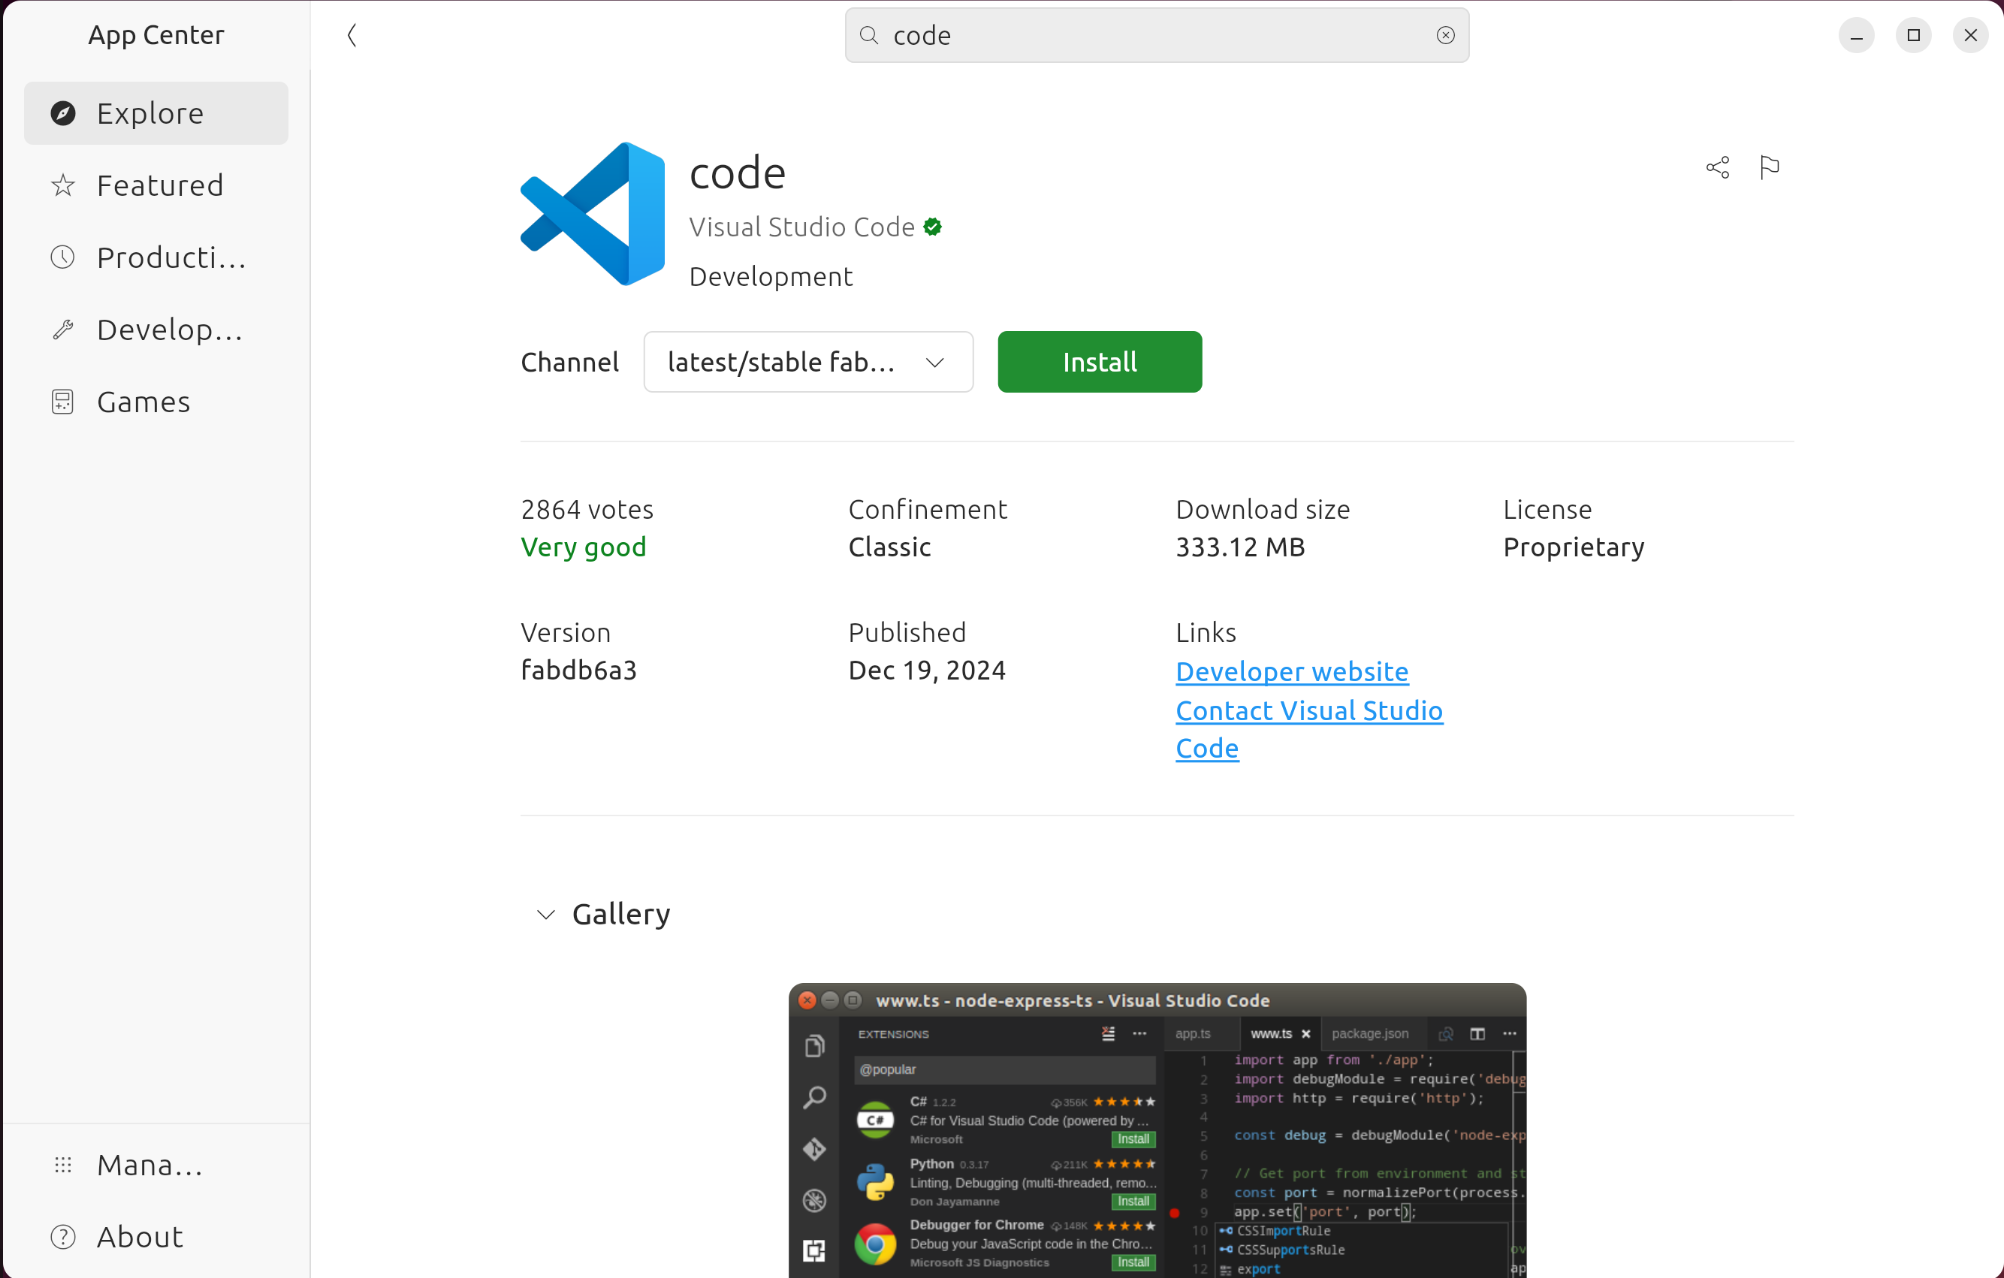 App Center
code
Explore
Featured
Producti...
Develop...
Games
Mana...
About
code
Visual Studio Code
Development
Channel
latest/stable fab...
Install
2864 votes
Very good
Confinement
Classic
Download size
333.12 MB
License
Proprietary
Version
fabdb6a3
Published
Dec 19, 2024
Links
Developer website
Contact Visual Studio
Code
Gallery
www.ts - node-express-ts - Visual Studio Code
EXTENSIONS
@popular
C# 1.2.2 356K
C# for Visual Studio Code (powered by ...
Microsoft Install
Python 0.3.17 211K
Linting, Debugging (multi-threaded, remo...
Don Jayamanne Install
Debugger for Chrome 148K
Debug your JavaScript code in the Chro...
Microsoft JS Diagnostics Install
app.ts www.ts package.json
1 import app from './app';
2 import debugModule = require('debug
3 import http = require('http');
4
5 const debug = debugModule('node-exp
6
7 // Get port from environment and st
8 const port = normalizePort(process.
9 app.set('port', port);
10 CSSImportRule
11 CSSSupportsRule ov
12 export ap